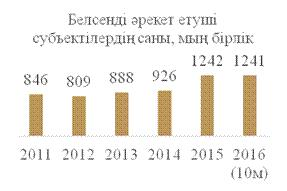 Белсенді әрекет етуші
субъектілердің саны, мың бірлік
846 809 888 926 1242 1241
2011 2012 2013 2014 2015 2016
(10м)